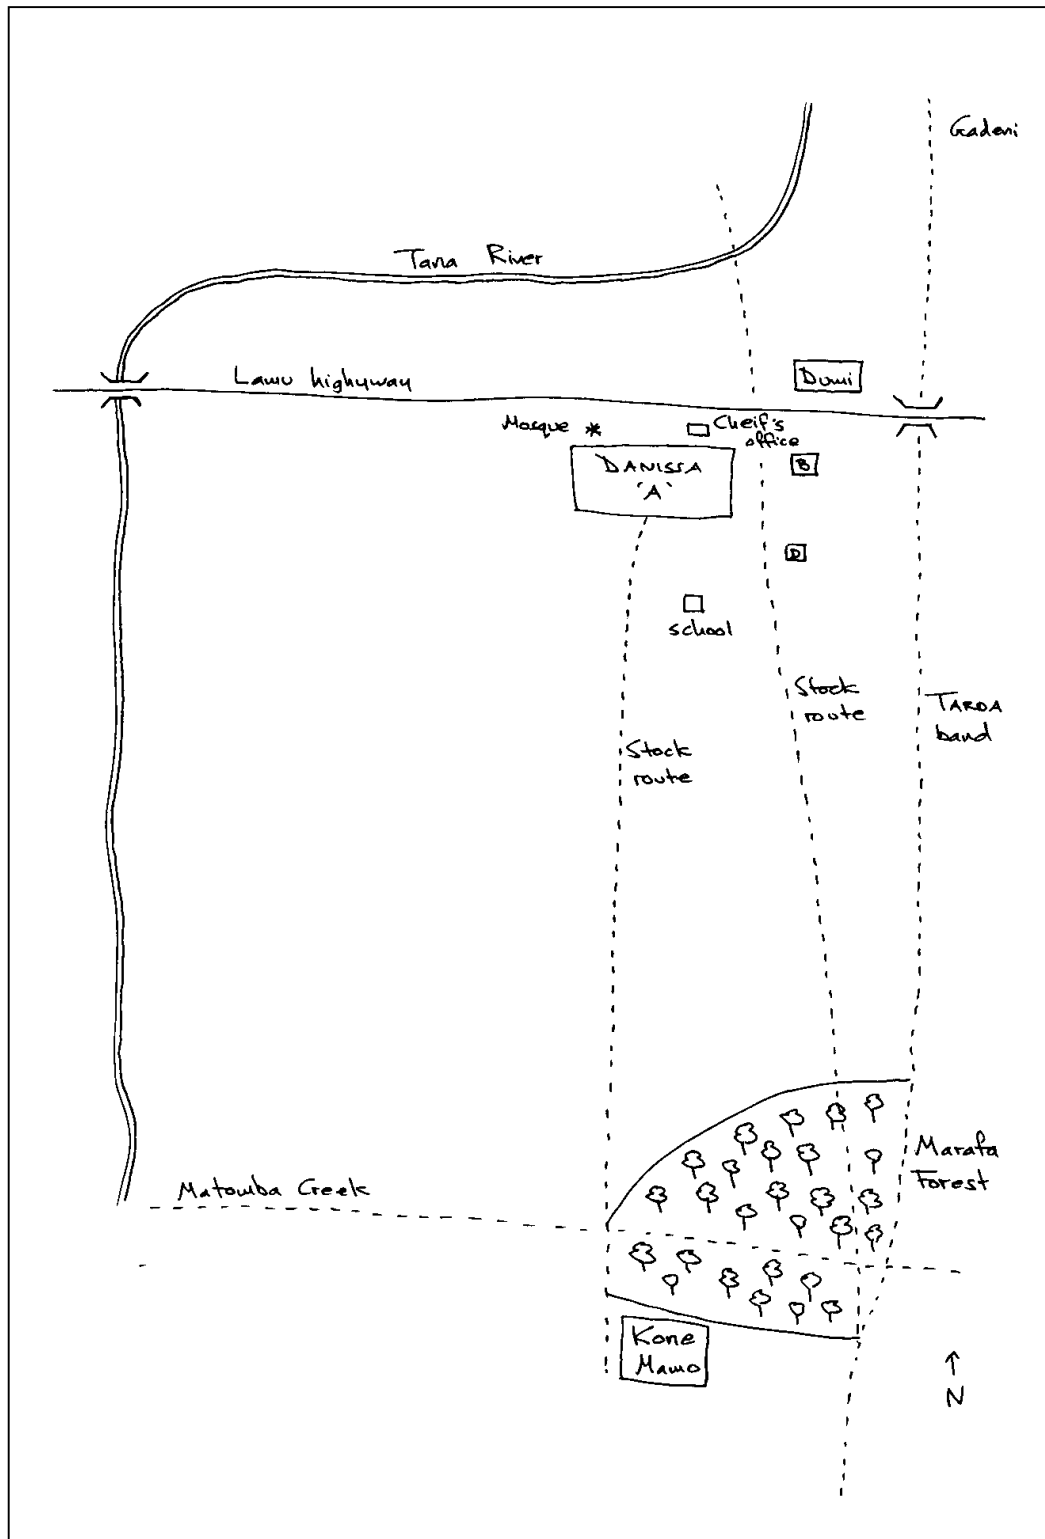 Gadeni
Tana River
Lamu highyway
Dumi
Mosque
Cheif's
office
DANISSA
'A'
B
D
school
Stock
route
Stock
route
TARDA
band
Matomba Creek
Marafa
Forest
Kone
Mamo
N